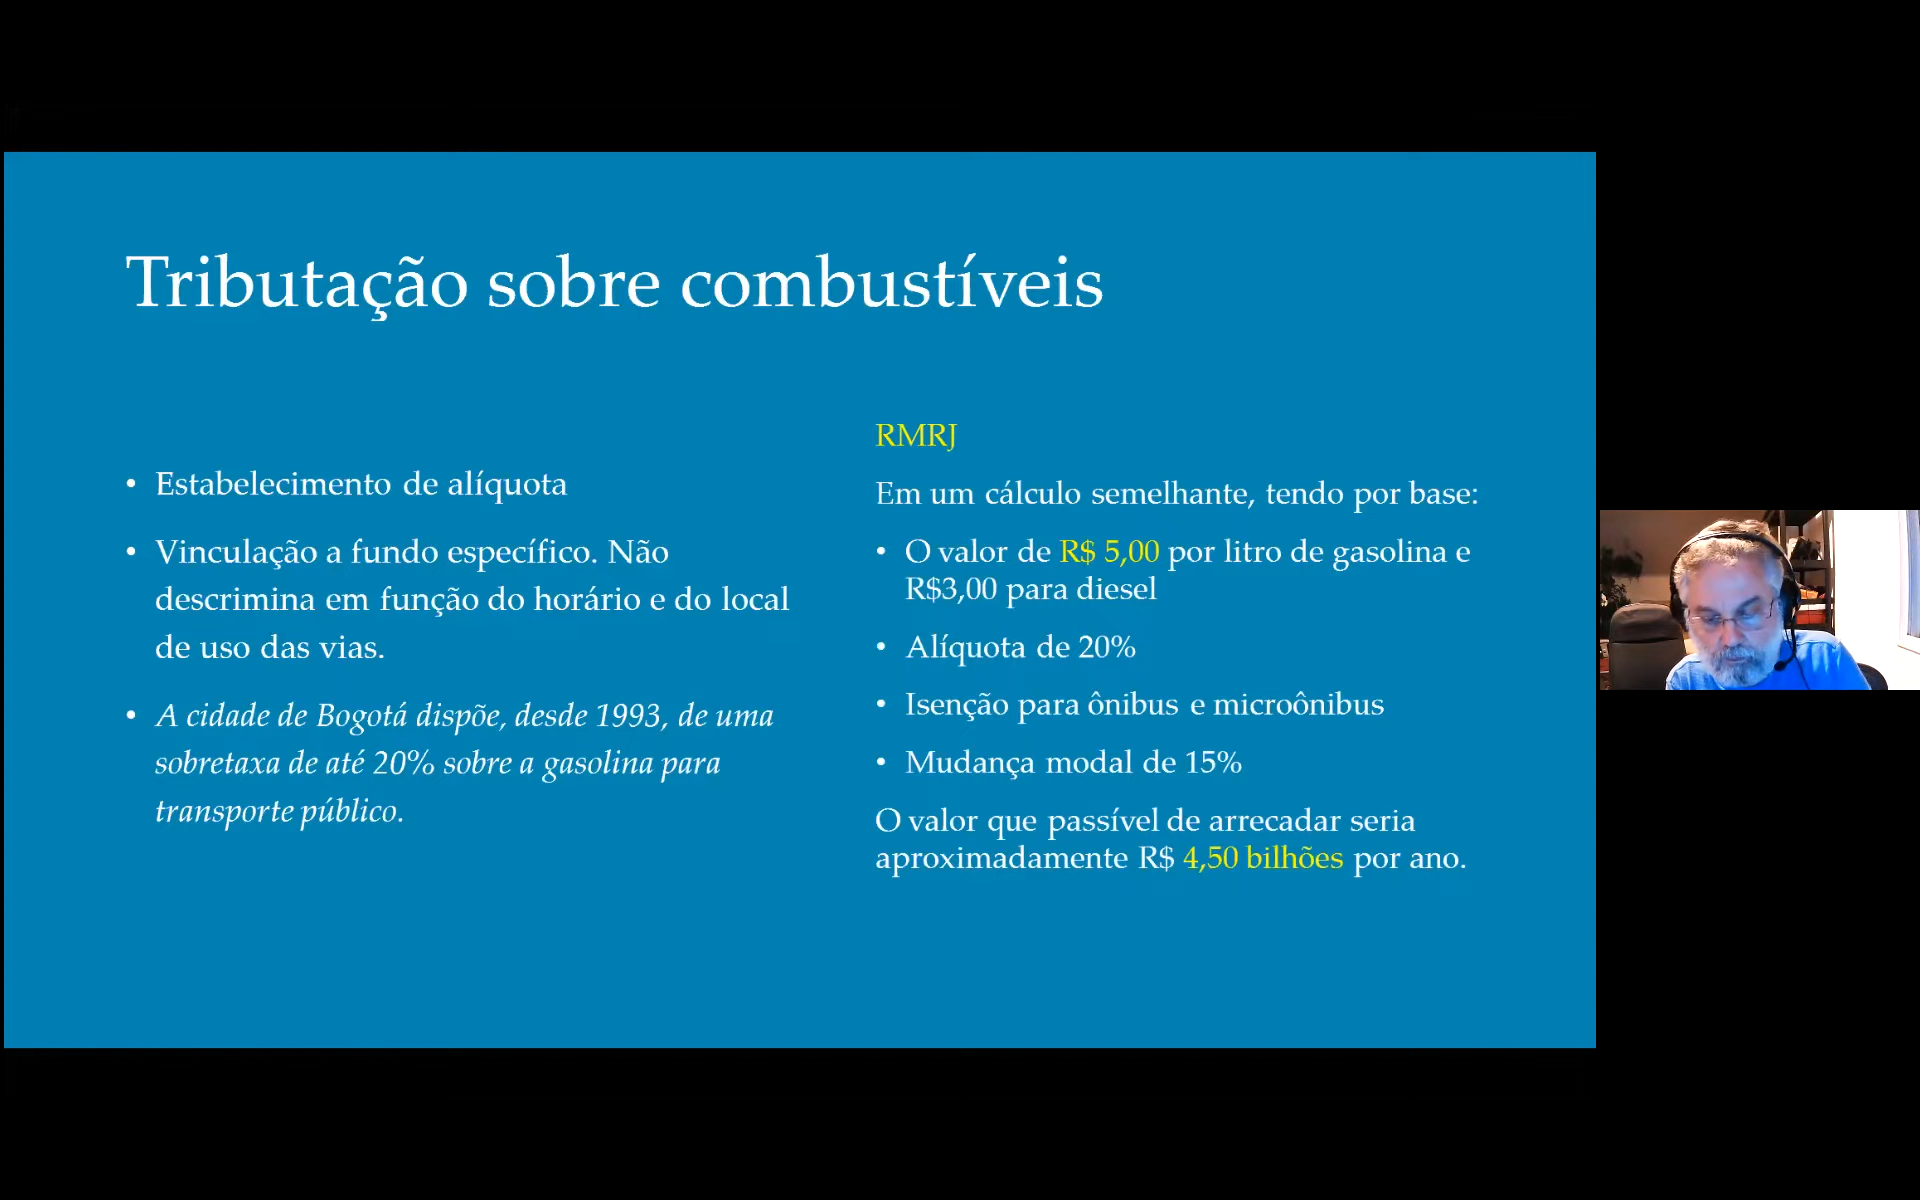 Tributação sobre combustíveis
• Estabelecimento de alíquota
• Vinculação a fundo específico. Não
descrimina em função do horário e do local
de uso das vias.
• A cidade de Bogotá dispõe, desde 1993, de uma
sobretaxa de até 20% sobre a gasolina para
transporte público.
RMRJ
Em um cálculo semelhante, tendo por base:
• O valor de R$ 5,00 por litro de gasolina e
R$3,00 para diesel
• Alíquota de 20%
• Isenção para ônibus e microônibus
• Mudança modal de 15%
O valor que passível de arrecadar seria
aproximadamente R$ 4,50 bilhões por ano.